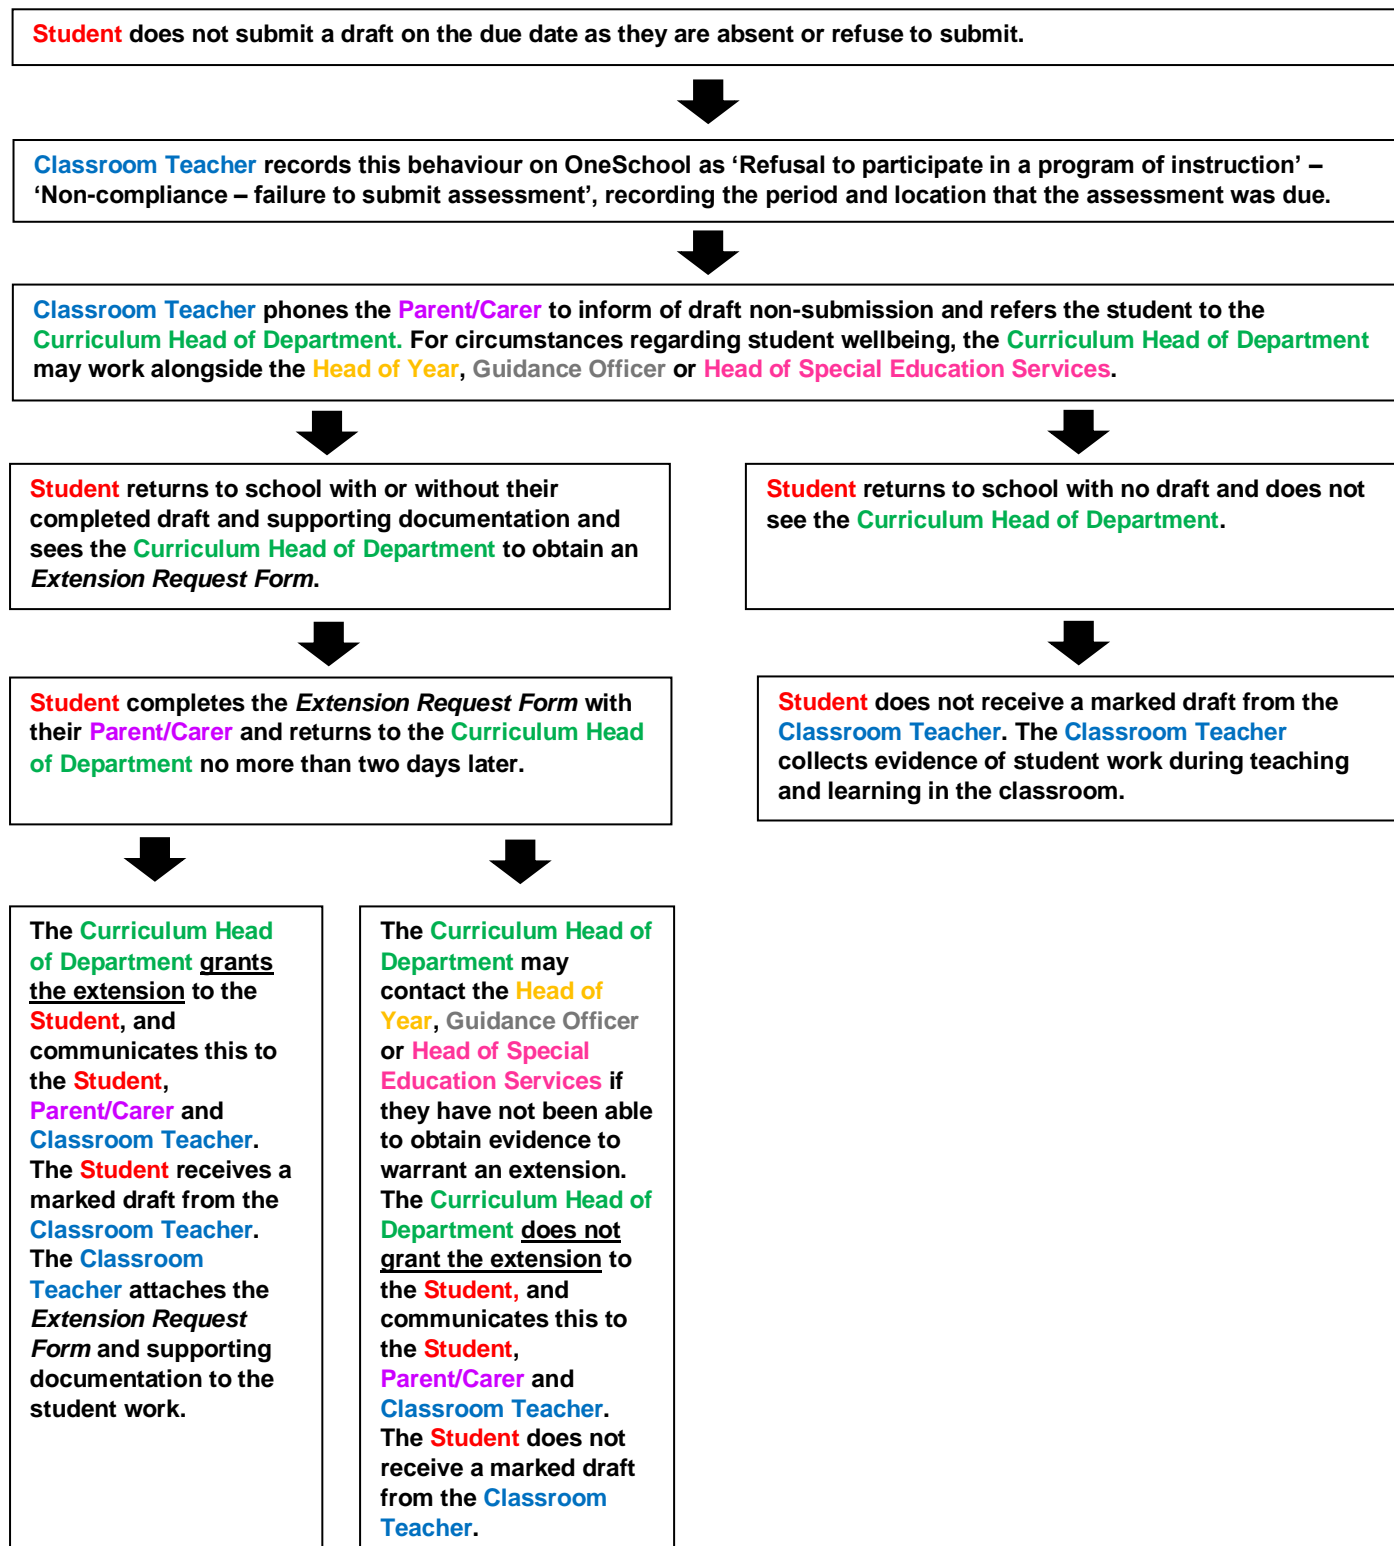 Student does not submit a draft on the due date as they are absent or refuse to submit.
Classroom Teacher records this behaviour on OneSchool as ‘Refusal to participate in a program of instruction’ –
‘Non-compliance – failure to submit assessment’, recording the period and location that the assessment was due.
Classroom Teacher phones the Parent/Carer to inform of draft non-submission and refers the student to the
Curriculum Head of Department. For circumstances regarding student wellbeing, the Curriculum Head of Department
may work alongside the Head of Year, Guidance Officer or Head of Special Education Services.
Student returns to school with or without their
completed draft and supporting documentation and
sees the Curriculum Head of Department to obtain an
Extension Request Form.
Student returns to school with no draft and does not
see the Curriculum Head of Department.
Student completes the Extension Request Form with
their Parent/Carer and returns to the Curriculum Head
of Department no more than two days later.
Student does not receive a marked draft from the
Classroom Teacher. The Classroom Teacher
collects evidence of student work during teaching
and learning in the classroom.
The Curriculum Head
of Department grants
the extension to the
Student, and
communicates this to
the Student,
Parent/Carer and
Classroom Teacher.
The Student receives a
marked draft from the
Classroom Teacher.
The Classroom
Teacher attaches the
Extension Request
Form and supporting
documentation to the
student work.
The Curriculum Head of
Department may
contact the Head of
Year, Guidance Officer
or Head of Special
Education Services if
they have not been able
to obtain evidence to
warrant an extension.
The Curriculum Head of
Department does not
grant the extension to
the Student, and
communicates this to
the Student,
Parent/Carer and
Classroom Teacher.
The Student does not
receive a marked draft
from the Classroom
Teacher.